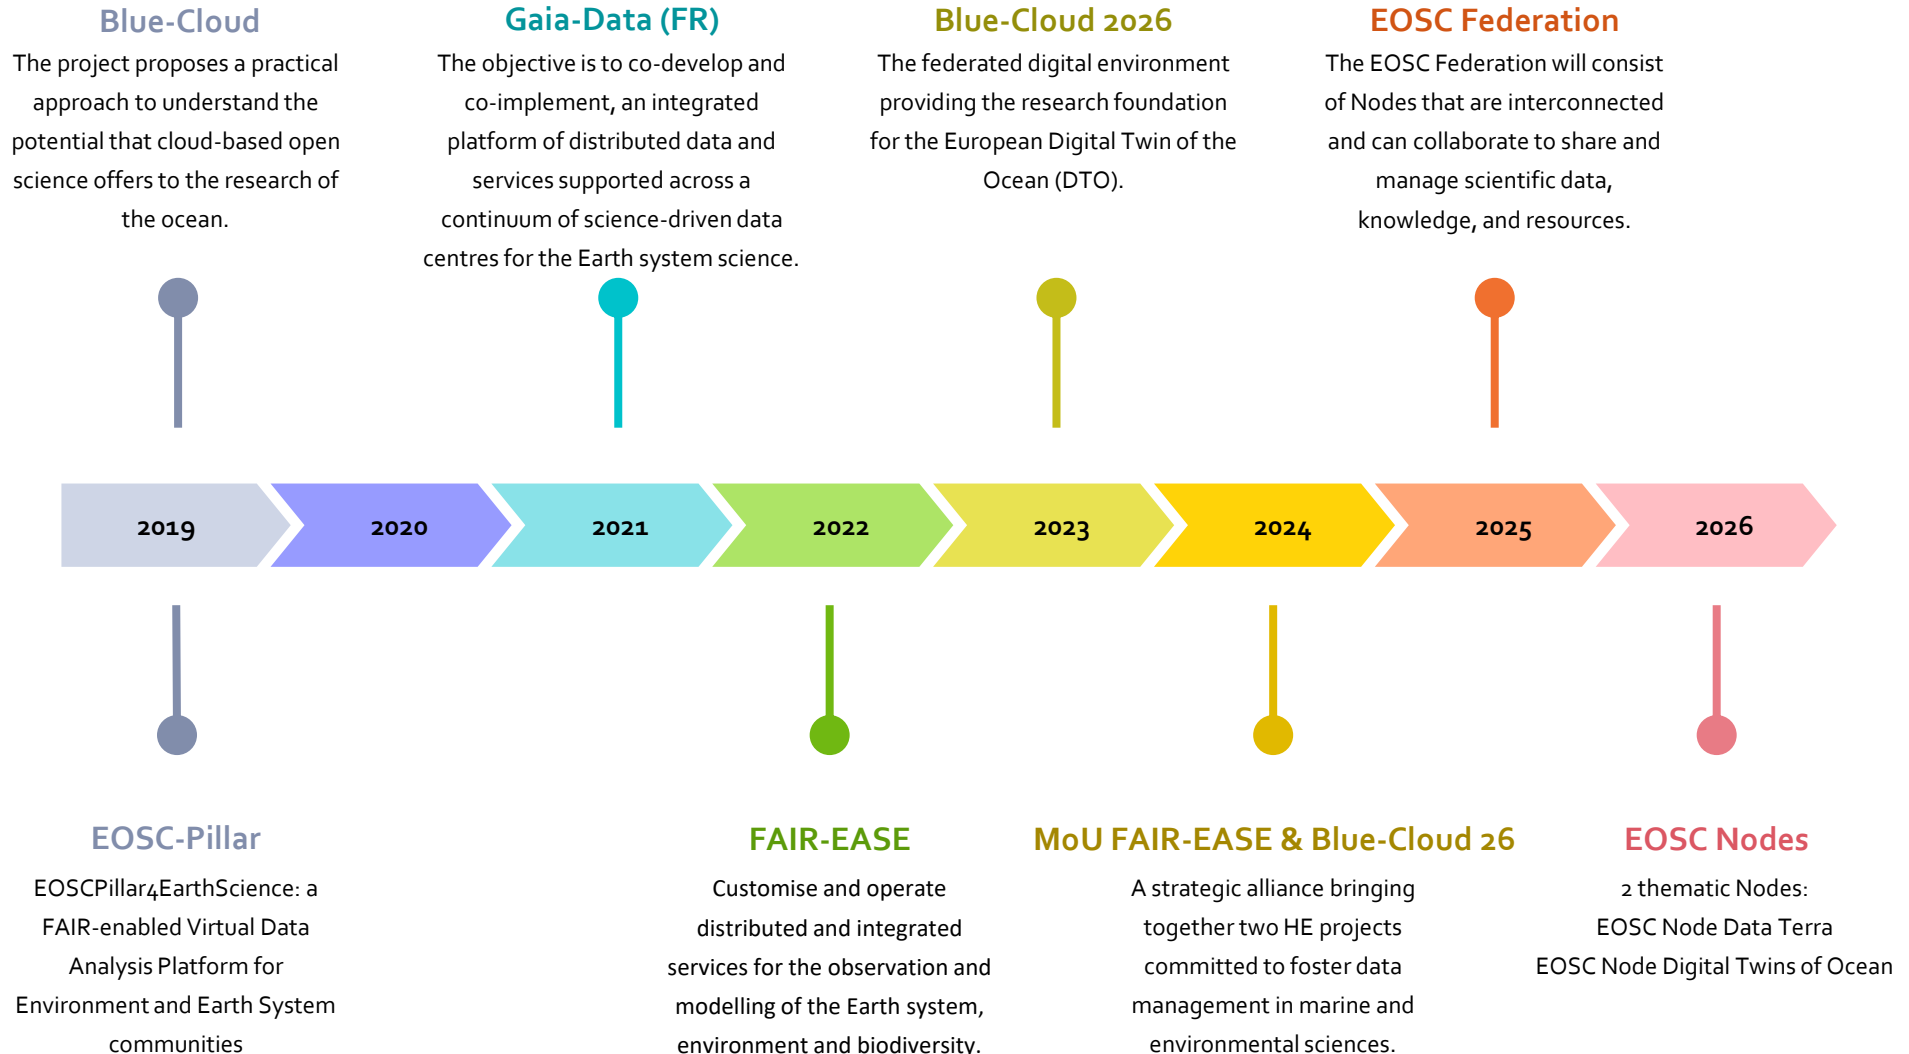 Blue-Cloud
The project proposes a practical
approach to understand the
potential that cloud-based open
science offers to the research of
the ocean.
Gaia-Data (FR)
The objective is to co-develop and
co-implement, an integrated
platform of distributed data and
services supported across a
continuum of science-driven data
centres for the Earth system science.
Blue-Cloud 2026
The federated digital environment
providing the research foundation
for the European Digital Twin of the
Ocean (DTO).
EOSC Federation
The EOSC Federation will consist
of Nodes that are interconnected
and can collaborate to share and
manage scientific data,
knowledge, and resources.
2019
2020
2021
2022
2023
2024
2025
2026
EOSC-Pillar
EOSCPillar4EarthScience: a
FAIR-enabled Virtual Data
Analysis Platform for
Environment and Earth System
communities
FAIR-EASE
Customise and operate
distributed and integrated
services for the observation and
modelling of the Earth system,
environment and biodiversity.
MoU FAIR-EASE & Blue-Cloud 26
A strategic alliance bringing
together two HE projects
committed to foster data
management in marine and
environmental sciences.
EOSC Nodes
2 thematic Nodes:
EOSC Node Data Terra
EOSC Node Digital Twins of Ocean